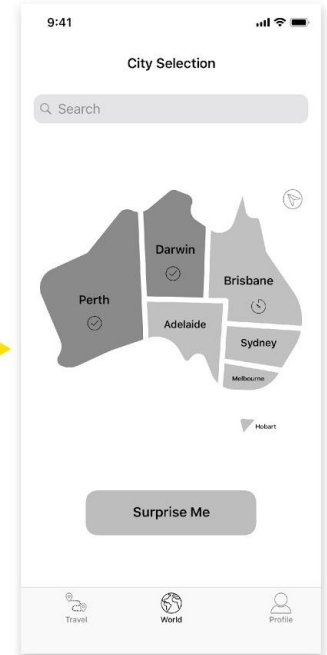 9:41
City Selection
Search
Darwin
Brisbane
Perth
Adelaide
Sydney
Melbourne
Hobart
Surprise Me
Travel
World
Profile